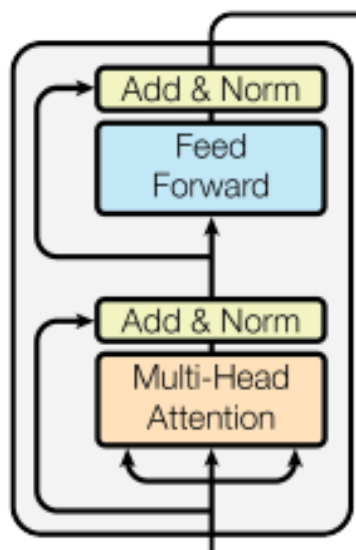 Add & Norm
Feed
Forward
Add & Norm
Multi-Head
Attention